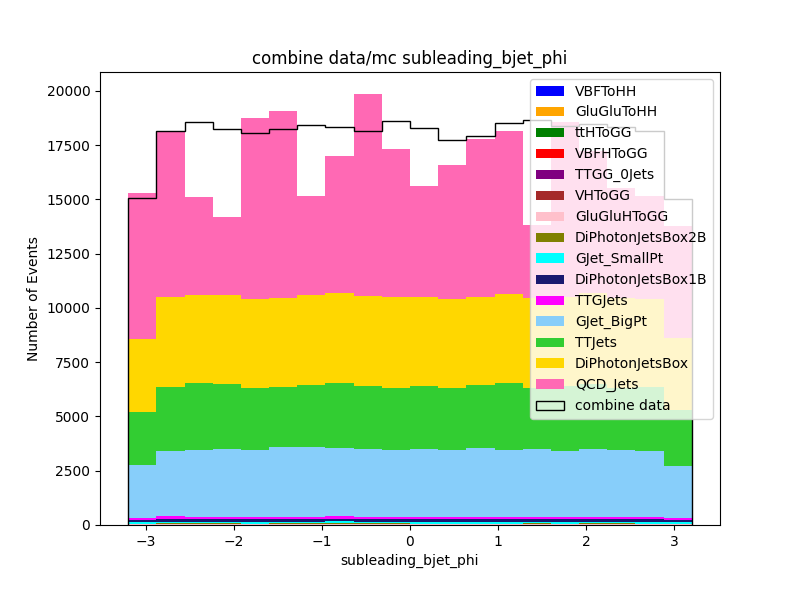 combine data/mc subleading_bjet_phi
20000
17500
15000
12500
10000
7500
5000
2500
0
Number of Events
VBFToHH
GluGluToHH
ttHToGG
VBFHToGG
TTGG_0Jets
VHToGG
GluGluHToGG
DiPhotonJetsBox2B
GJet_SmallPt
DiPhotonJetsBox1B
TTGJets
GJet_BigPt
TTJets
DiPhotonJetsBox
QCD_Jets
combine data
−3 −2 −1 0 1 2 3
subleading_bjet_phi